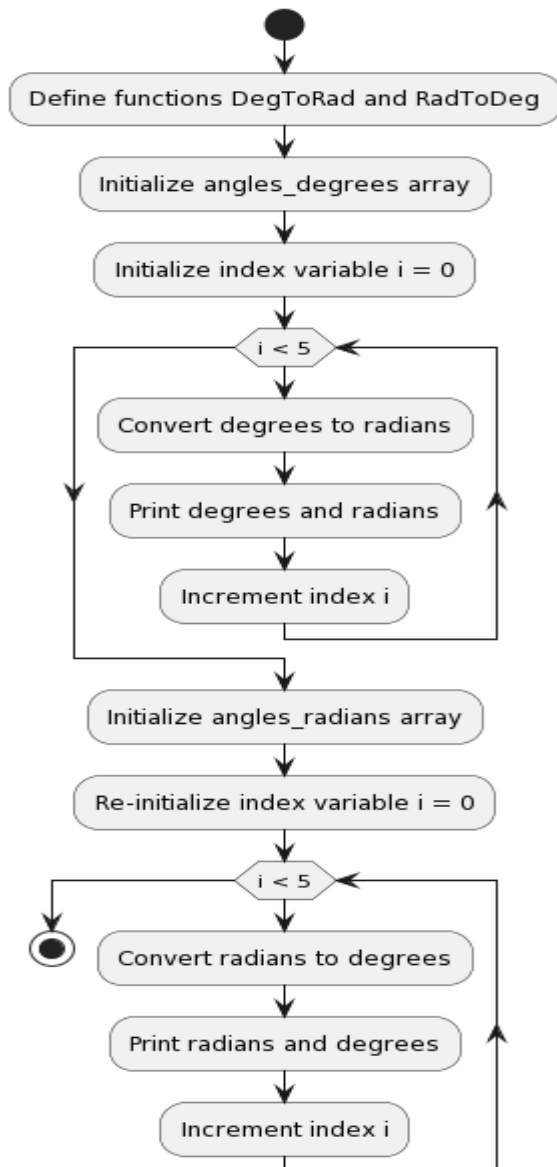 Define functions DegToRad and RadToDeg
Initialize angles_degrees array
Initialize index variable i = 0
i < 5
Convert degrees to radians
Print degrees and radians
Increment index i
Initialize angles_radians array
Re-initialize index variable i = 0
i < 5
Convert radians to degrees
Print radians and degrees
Increment index i